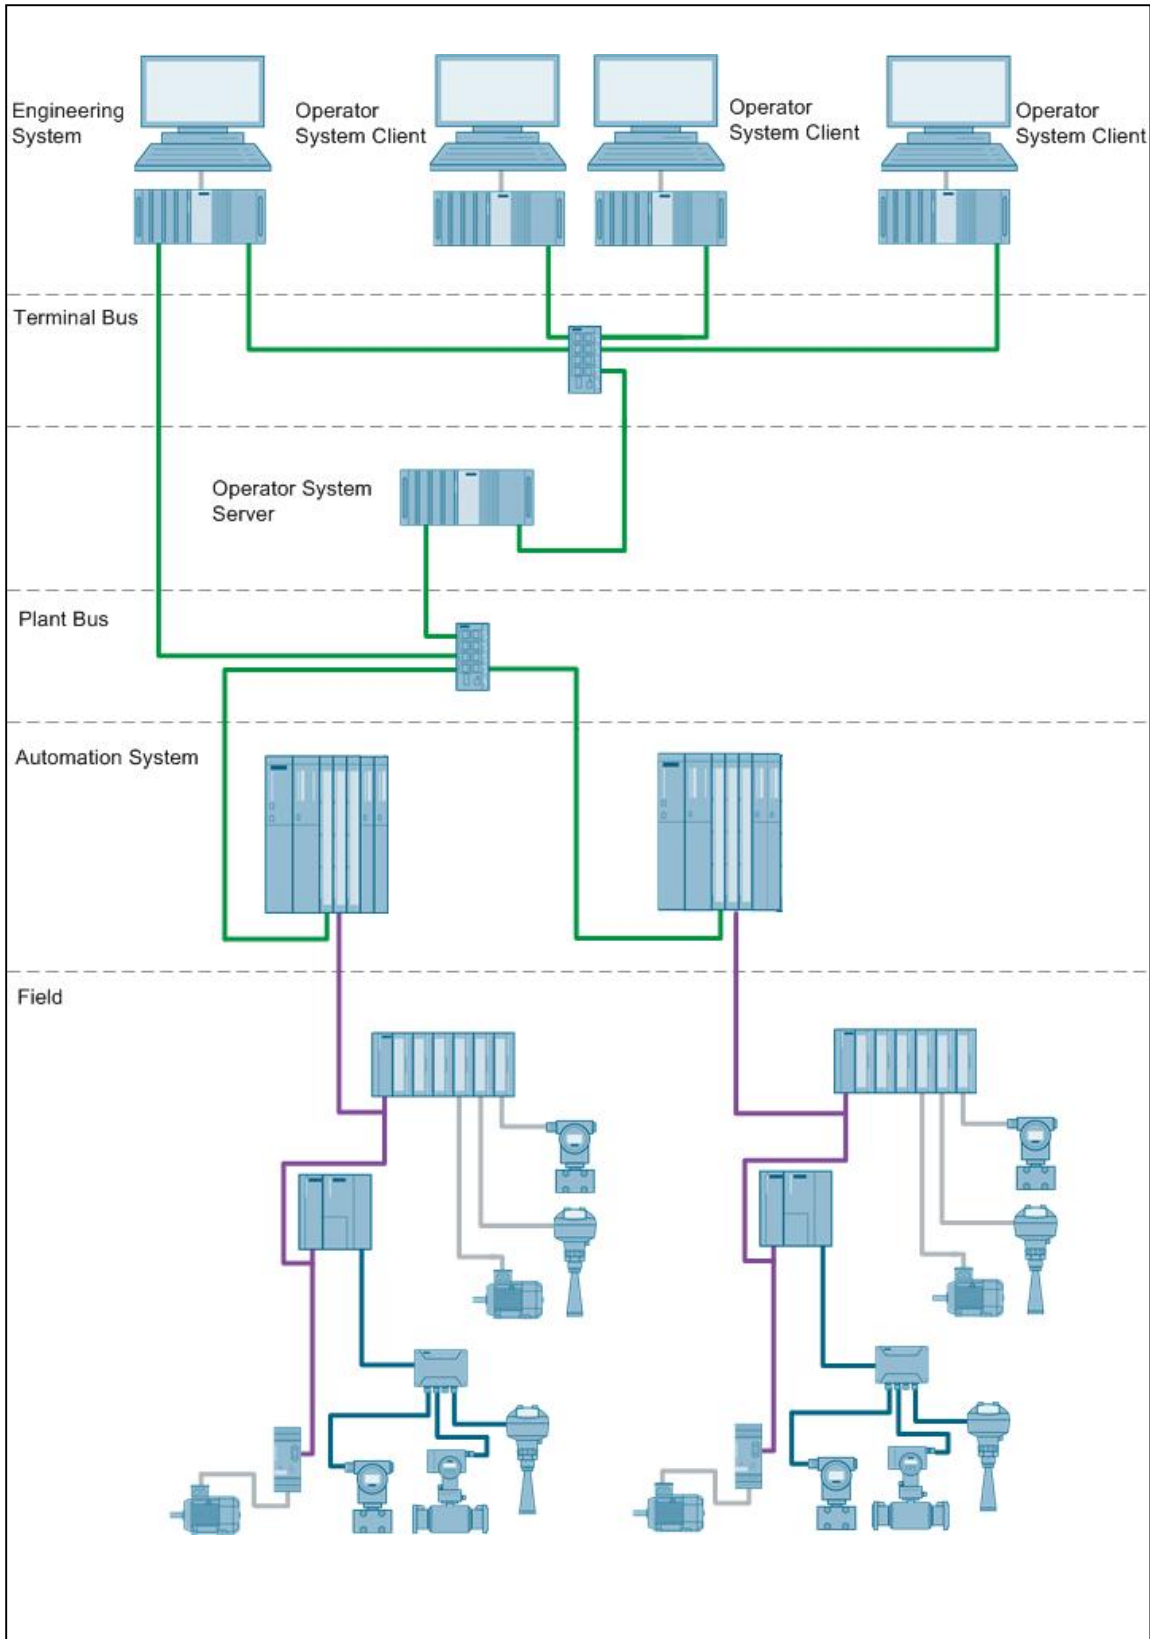 Engineering
System
Operator
System Client
Operator
System Client
Operator
System Client
Terminal Bus
Operator System
Server
Plant Bus
Automation System
Field